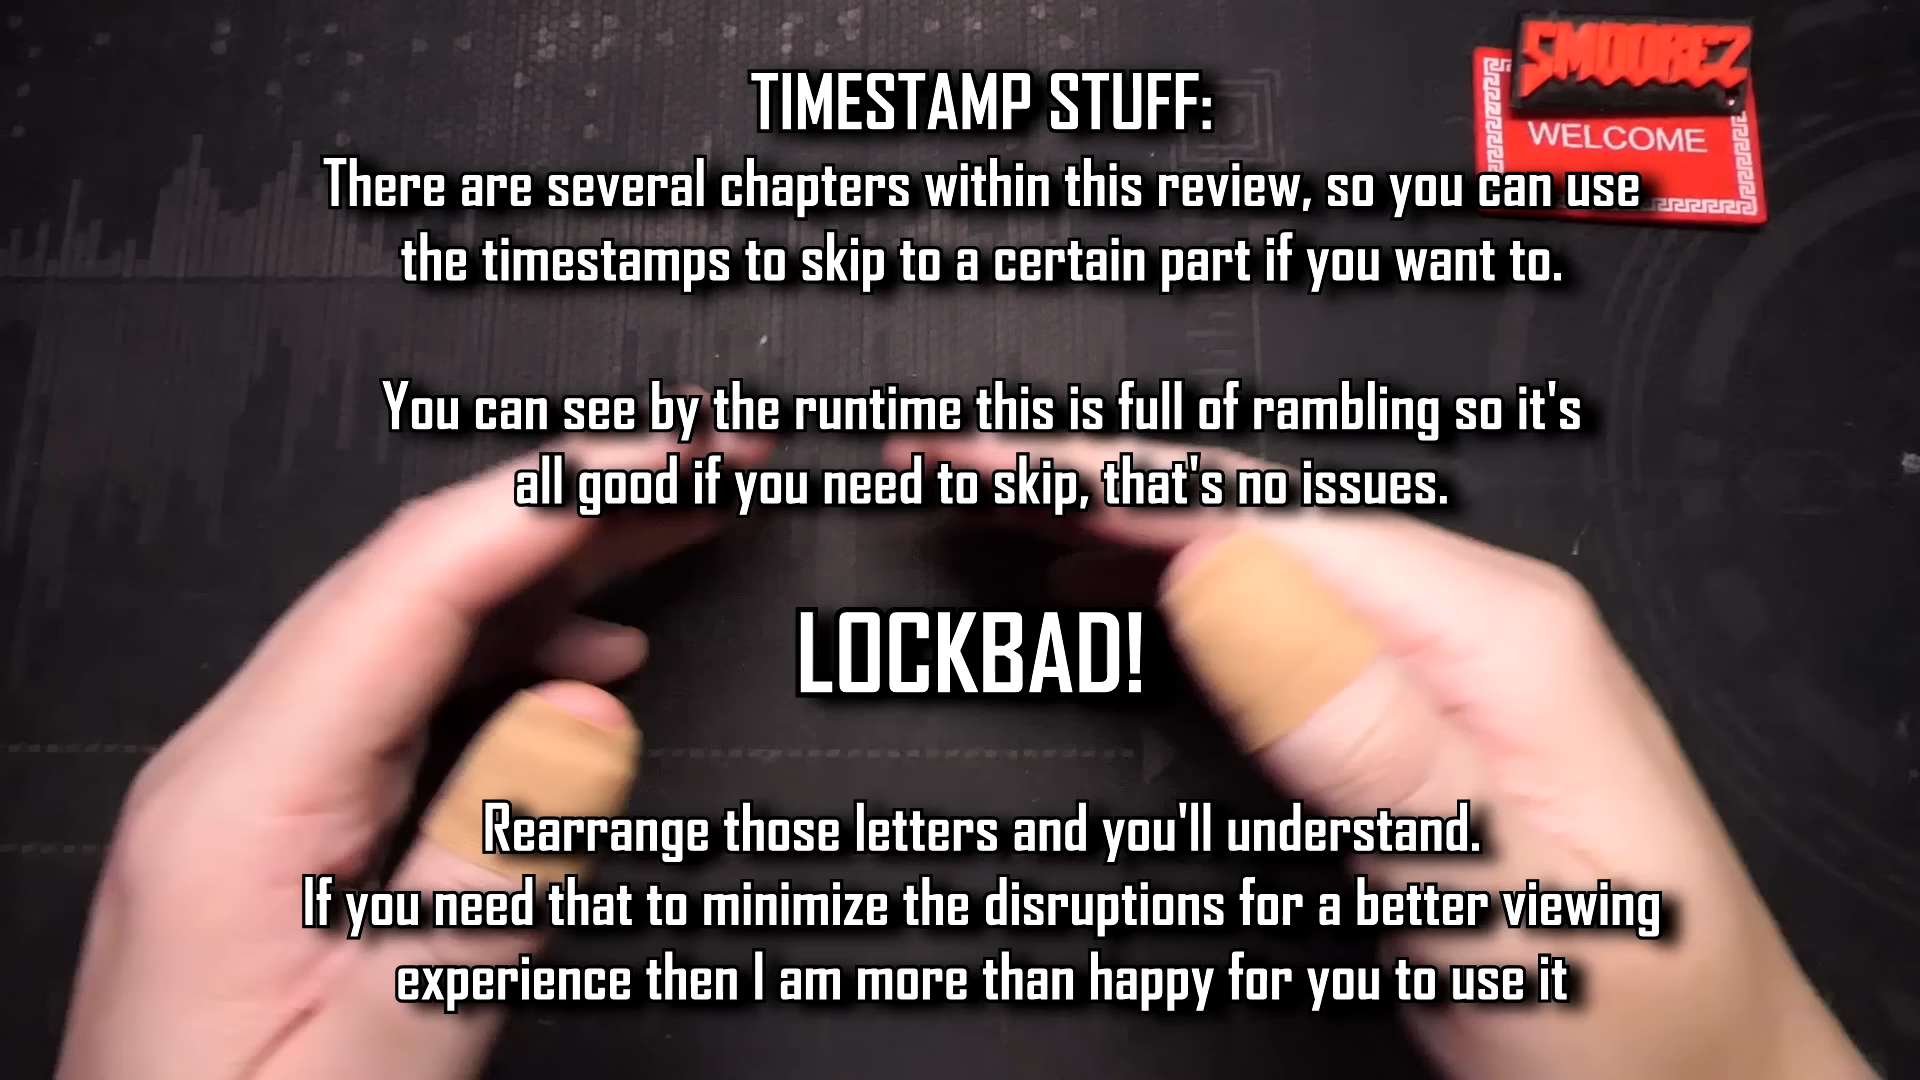 SMOOREZ
WELCOME
TIMESTAMP STUFF:
There are several chapters within this review, so you can use
the timestamps to skip to a certain part if you want to.
You can see by the runtime this is full of rambling so it's
all good if you need to skip, that's no issues.
LOCKBAD!
Rearrange those letters and you'll understand.
If you need that to minimize the disruptions for a better viewing
experience then I am more than happy for you to use it